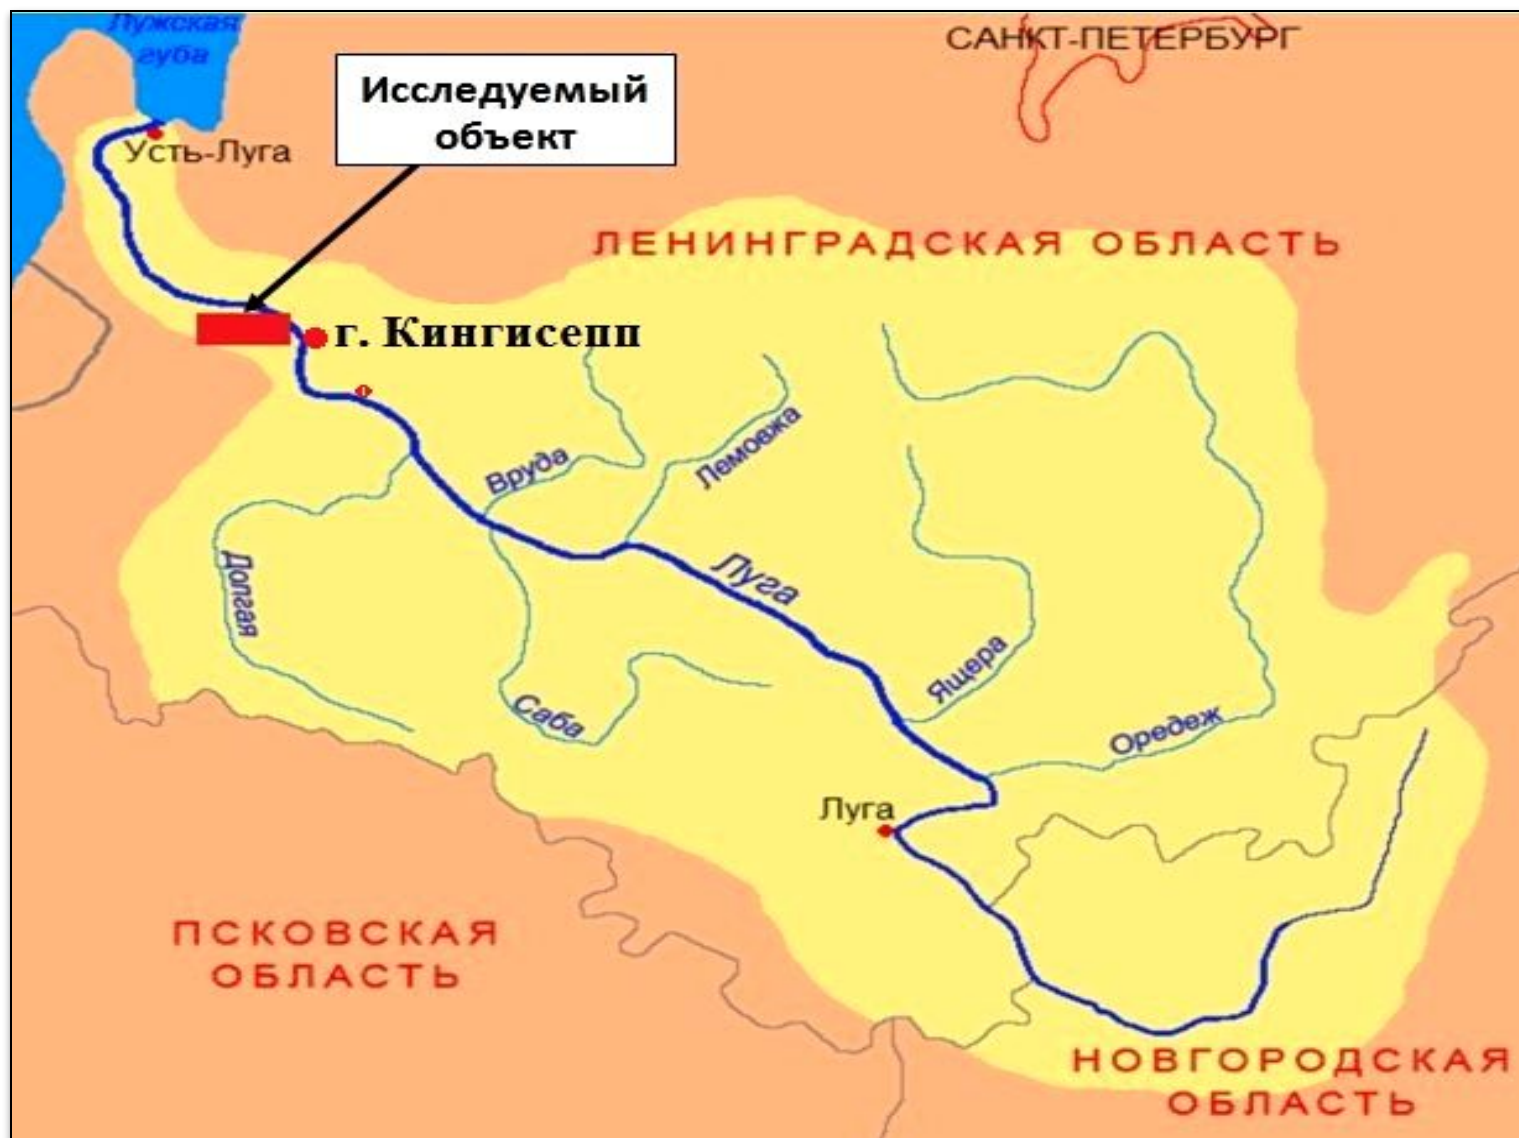 Лужская
губа
САНКТ-ПЕТЕРБУРГ
Исследуемый
объект
Усть-Луга
ЛЕНИНГРАДСКАЯ ОБЛАСТЬ
г. Кингисепп
Вруда
Лемовжа
Долгая
Луга
Ящера
Саба
Оредеж
Луга
ПСКОВСКАЯ
ОБЛАСТЬ
НОВГОРОДСКАЯ
ОБЛАСТЬ